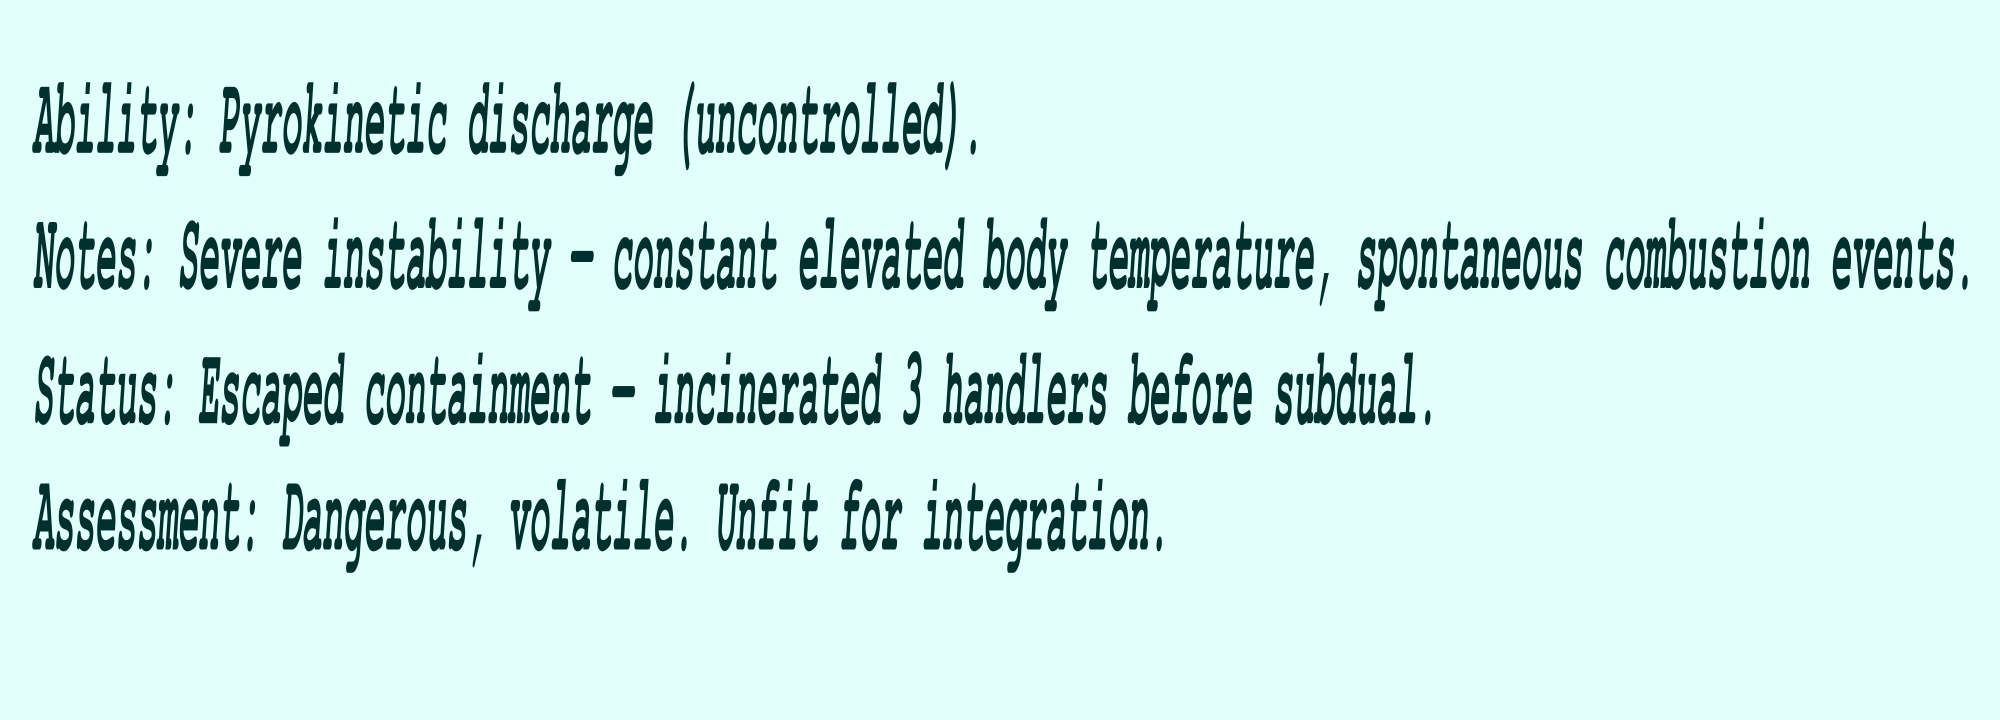 Ability: Pyrokinetic discharge (uncontrolled).
Notes: Severe instability — constant elevated body temperature, spontaneous combustion events.
Status: Escaped containment — incinerated 3 handlers before subdual.
Assessment: Dangerous, volatile. Unfit for integration.